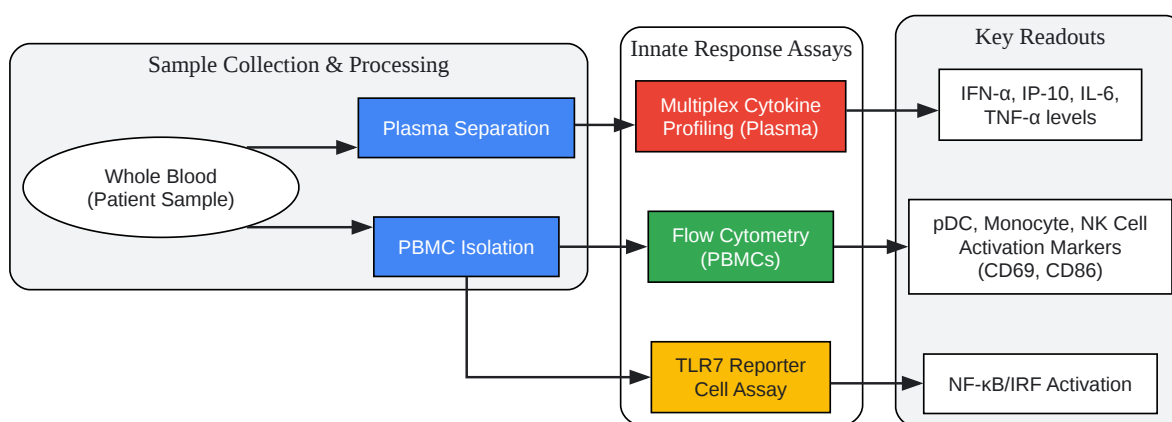 Sample Collection & Processing
Whole Blood
(Patient Sample)
Plasma Separation
PBMC Isolation
Innate Response Assays
Multiplex Cytokine
Profiling (Plasma)
Flow Cytometry
(PBMCs)
TLR7 Reporter
Cell Assay
Key Readouts
IFN-α, IP-10, IL-6,
TNF-α levels
pDC, Monocyte, NK Cell
Activation Markers
(CD69, CD86)
NF-κB/IRF Activation